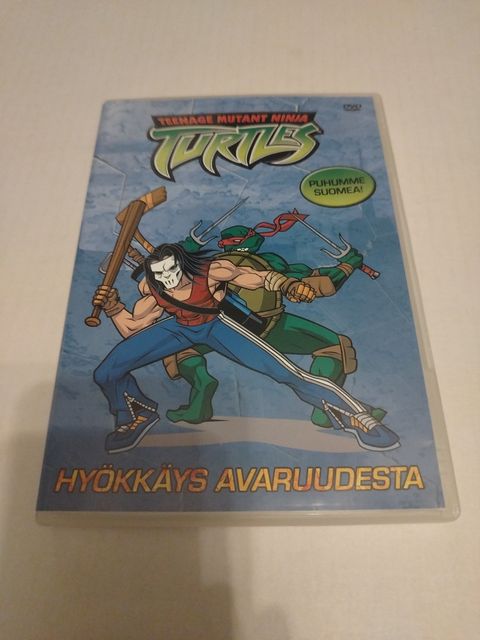 DVD
TEENAGE MUTANT NINJA
TURTLES
PUHUMME
SUOMEA!
HYÖKKÄYS AVARUUDESTA